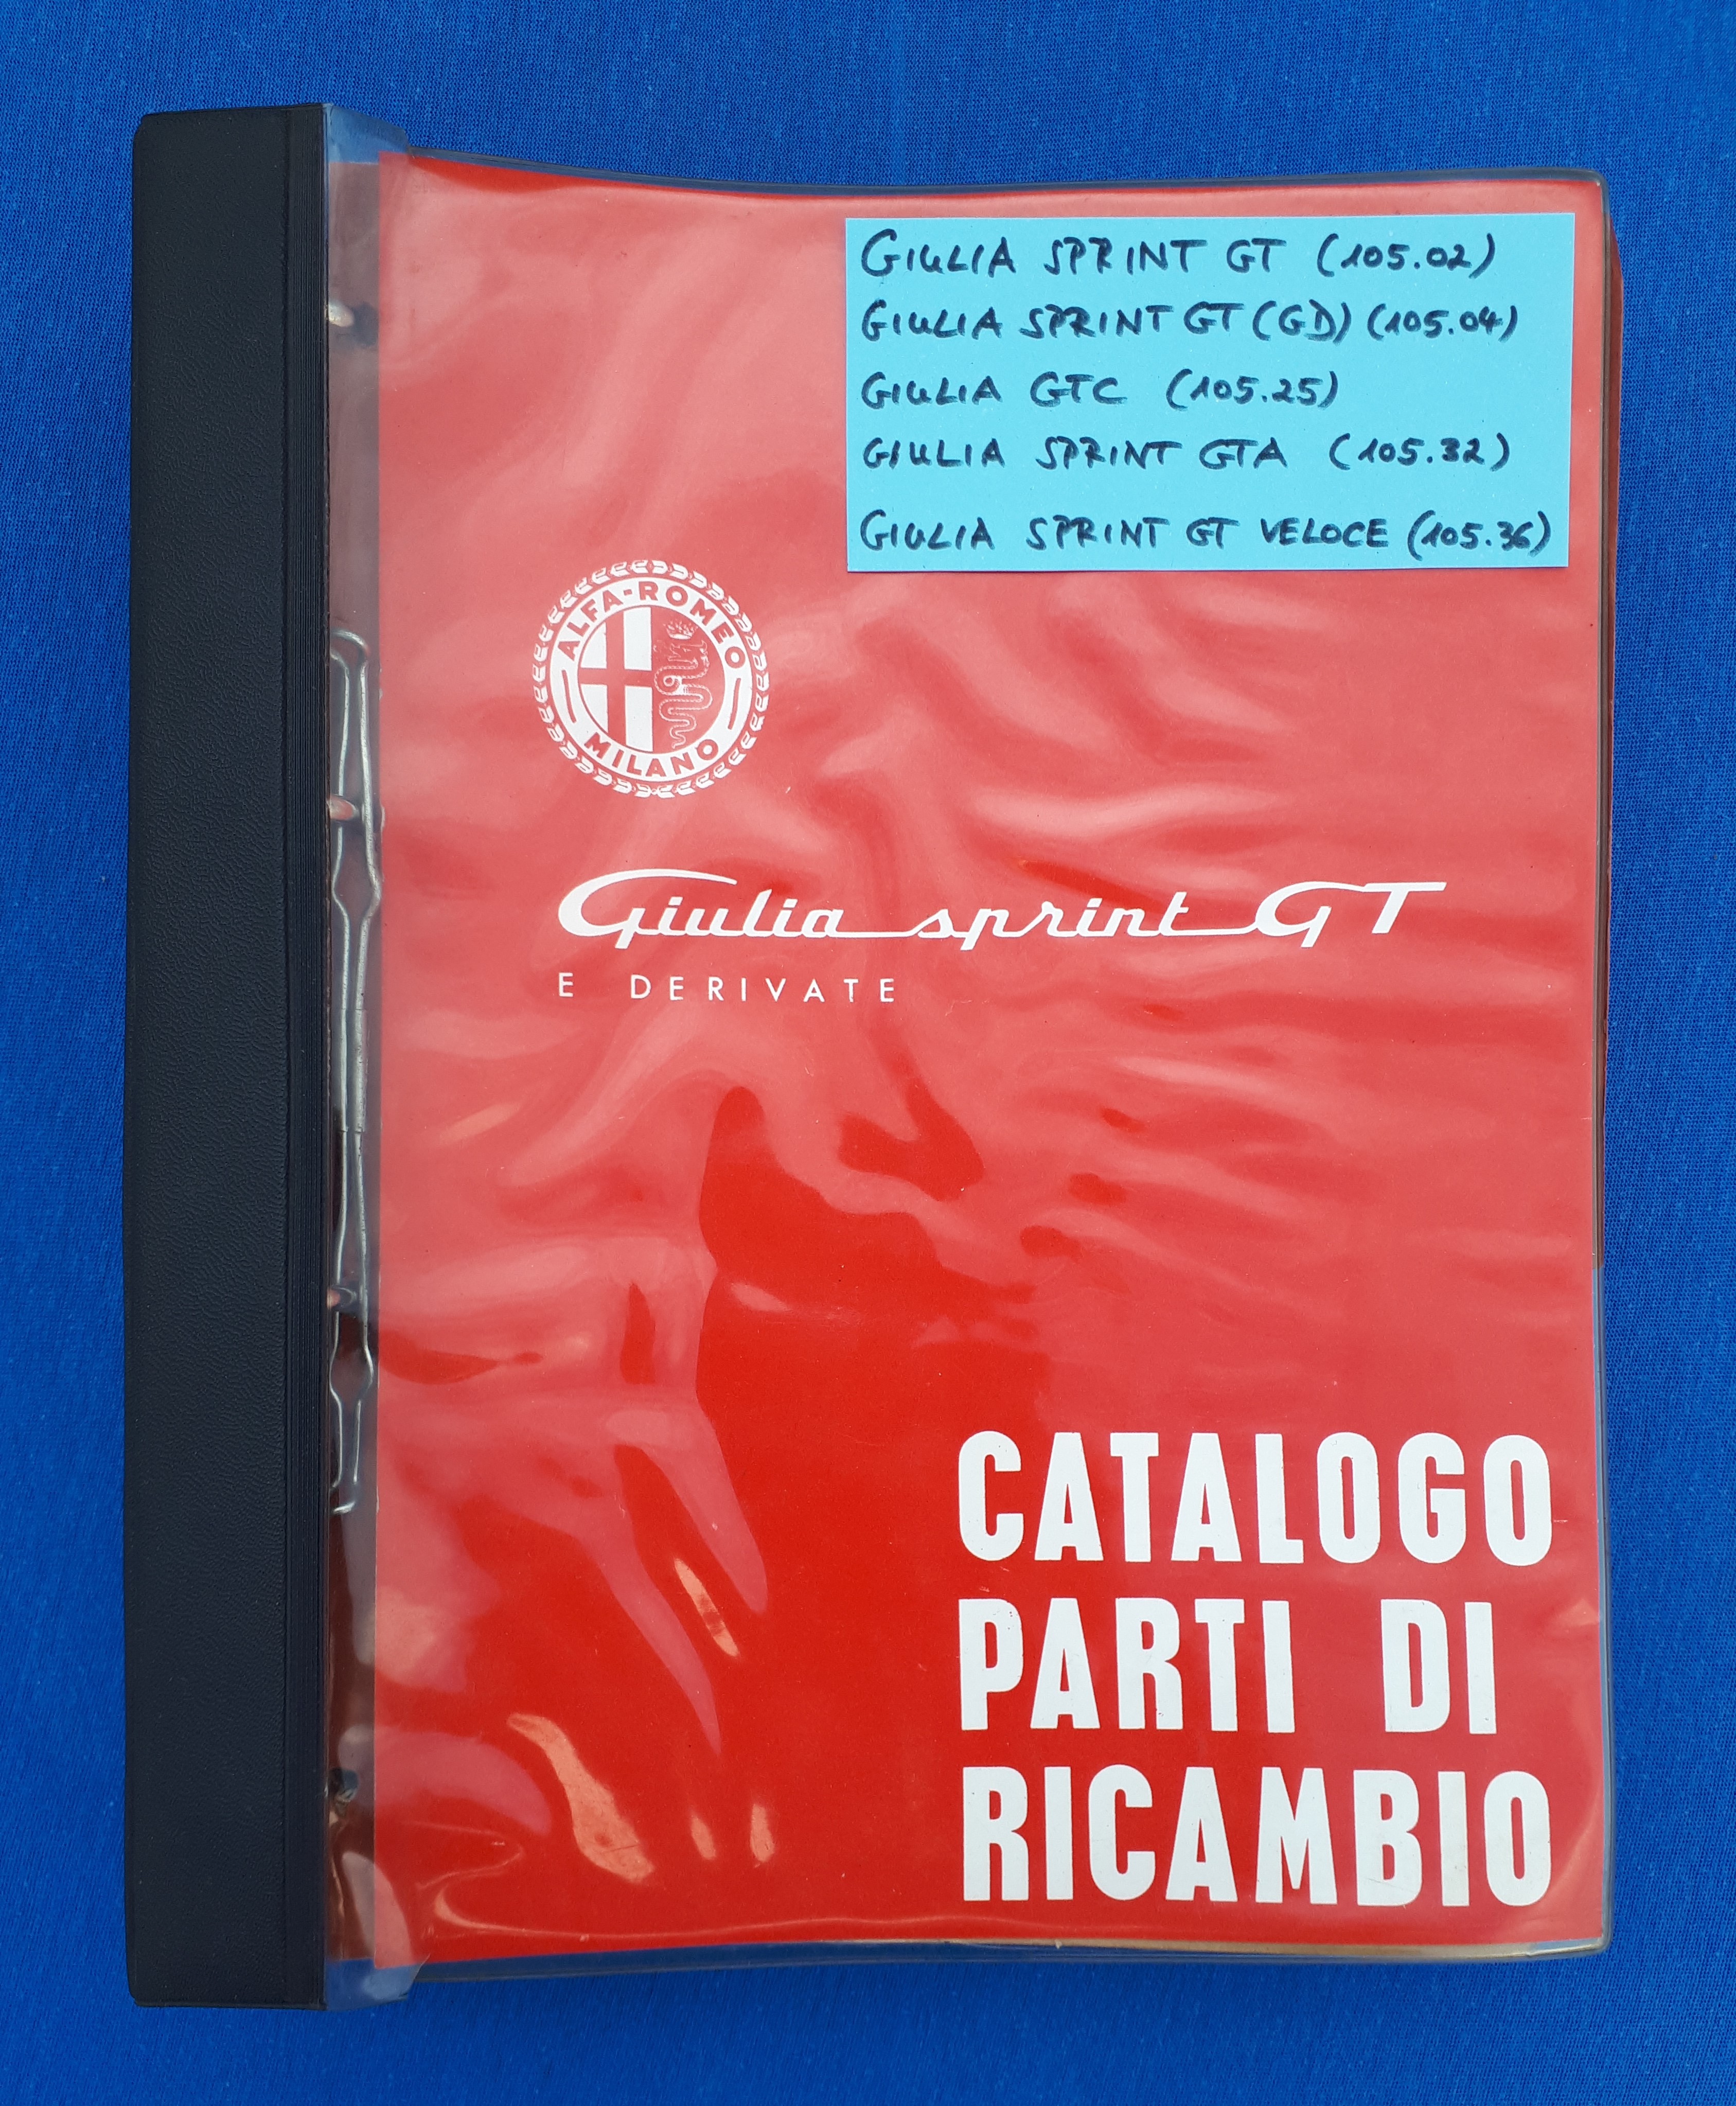 GIULIA SPRINT GT (105.02)
GIULIA SPRINT GT (GD) (105.04)
GIULIA GTC (105.25)
GIULIA SPRINT GTA (105.32)
GIULIA SPRINT GT VELOCE (105.36)
ALFA-ROMEO
MILANO
Giulia sprint GT
E DERIVATE
CATALOGO
PARTI DI
RICAMBIO